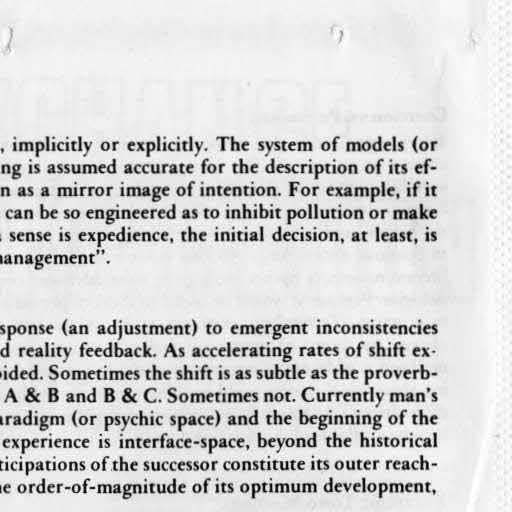 , implicitly or explicitly. The system of models (or
ng is assumed accurate for the description of its ef-
n as a mirror image of intention. For example, if it
can be so engineered as to inhibit pollution or make
sense is expedience, the initial decision, at least, is
nanagement”.
sponse (an adjustment) to emergent inconsistencies
d reality feedback. As accelerating rates of shift ex-
ided. Sometimes the shift is as subtle as the proverb-
A & B and B & C. Sometimes not. Currently man's
aradigm (or psychic space) and the beginning of the
experience is interface-space, beyond the historical
ticipations of the successor constitute its outer reach-
e order-of-magnitude of its optimum development,